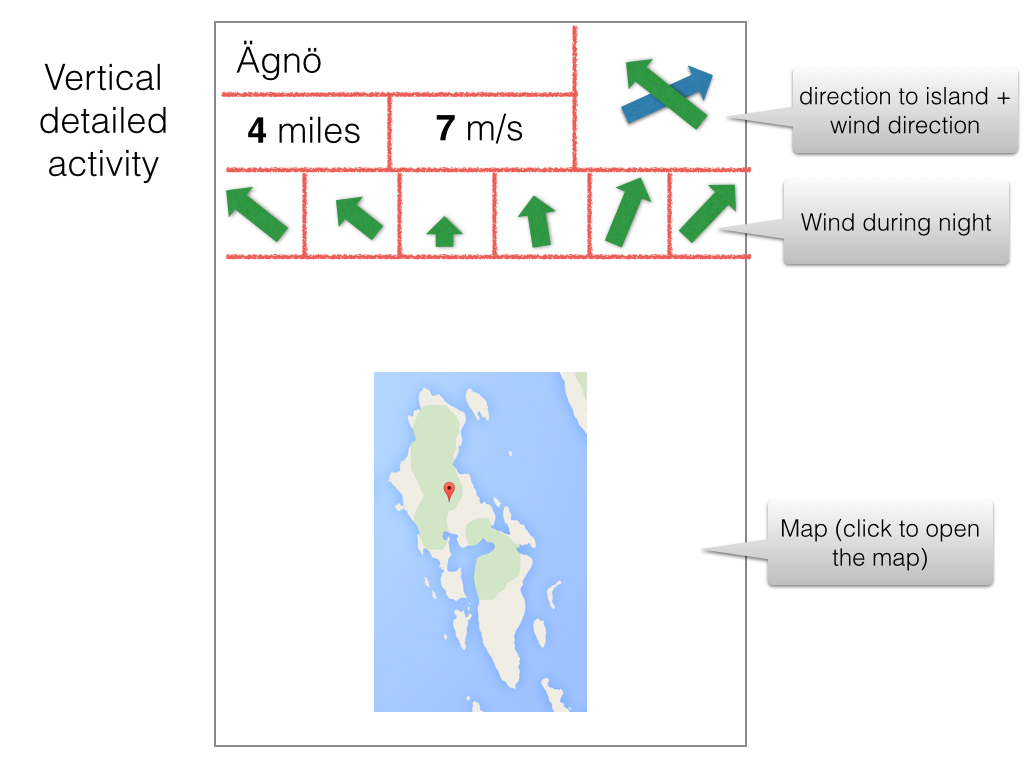 Vertical
detailed
activity
Ägnö
4 miles
7 m/s
direction to island +
wind direction
Wind during night
Map (click to open
the map)